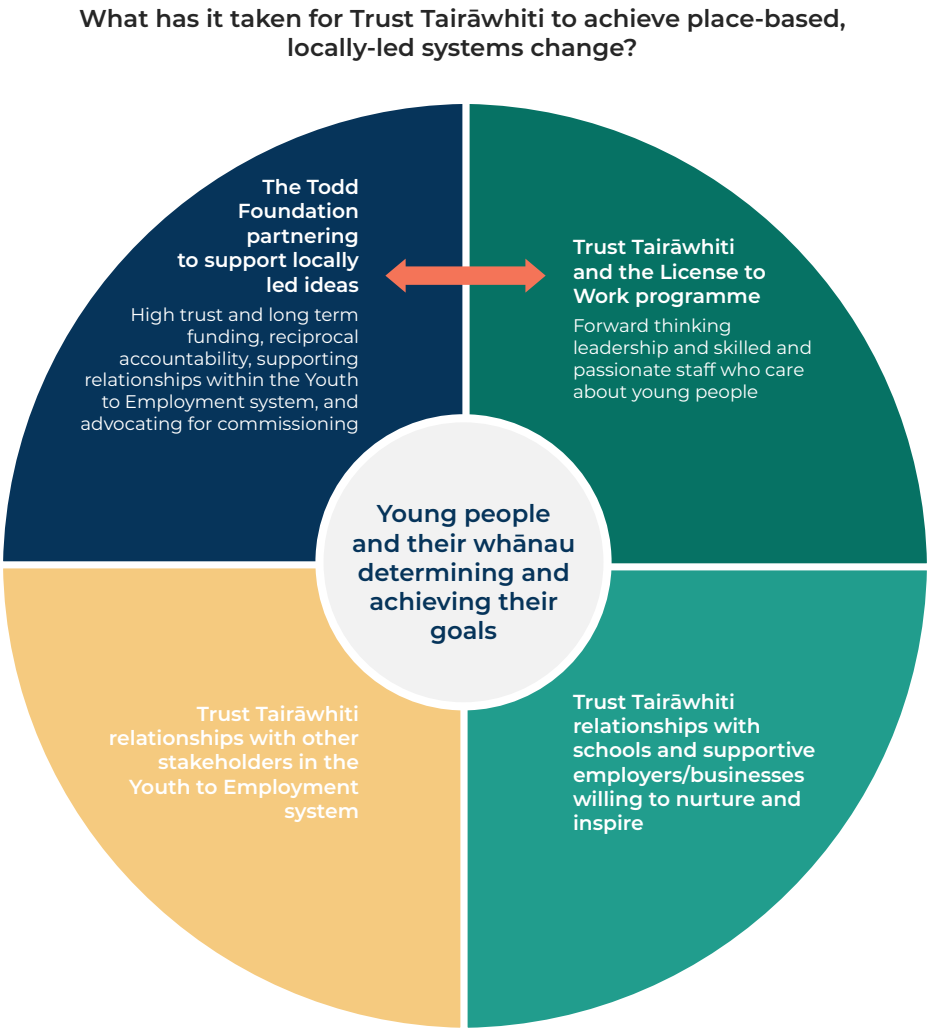 What has it taken for Trust Tairāwhiti to achieve place-based,
locally-led systems change?
The Todd
Foundation
partnering
to support locally
led ideas
High trust and long term
funding, reciprocal
accountability, supporting
relationships within the Youth
to Employment system, and
advocating for commissioning
Trust Tairāwhiti
and the License to
Work programme
Forward thinking
leadership and skilled and
passionate staff who care
about young people
Young people
and their whānau
determining and
achieving their
goals
Trust Tairāwhiti
relationships with other
stakeholders in the
Youth to Employment
system
Trust Tairāwhiti
relationships with
schools and supportive
employers/businesses
willing to nurture and
inspire